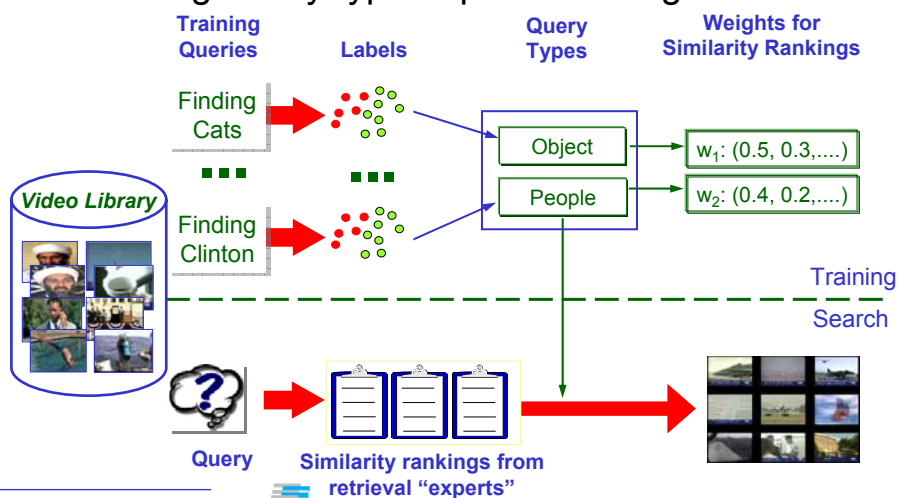 Training
Queries
Labels
Query
Types
Weights for
Similarity Rankings
Finding
Cats
Object
w1: (0.5, 0.3,....)
People
w2: (0.4, 0.2,....)
Video Library
Finding
Clinton
Training
Search
?
Query
Similarity rankings from
retrieval “experts”